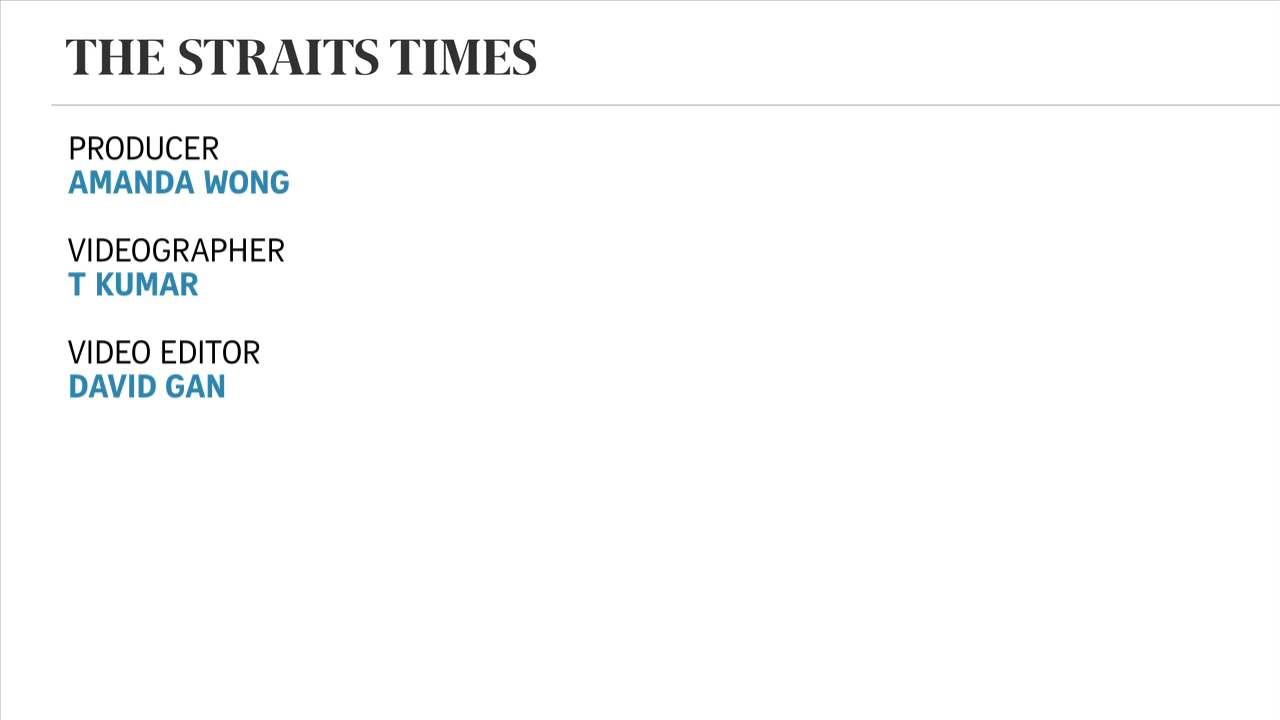 THE STRAITS TIMES
PRODUCER
AMANDA WONG
VIDEOGRAPHER
T KUMAR
VIDEO EDITOR
DAVID GAN